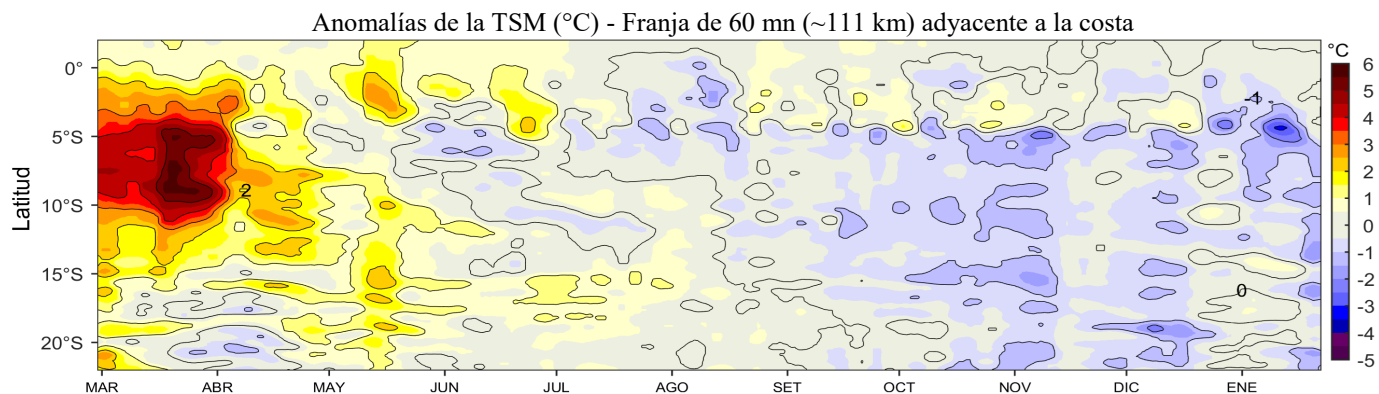 Anomalías de la TSM (°C) - Franja de 60 mn (~111 km) adyacente a la costa
°C
Latitud
0°
5°S
10°S
15°S
20°S
-2
-1
0
6
5
4
3
2
1
0
-1
-2
-3
-4
-5
MAR ABR MAY JUN JUL AGO SET OCT NOV DIC ENE